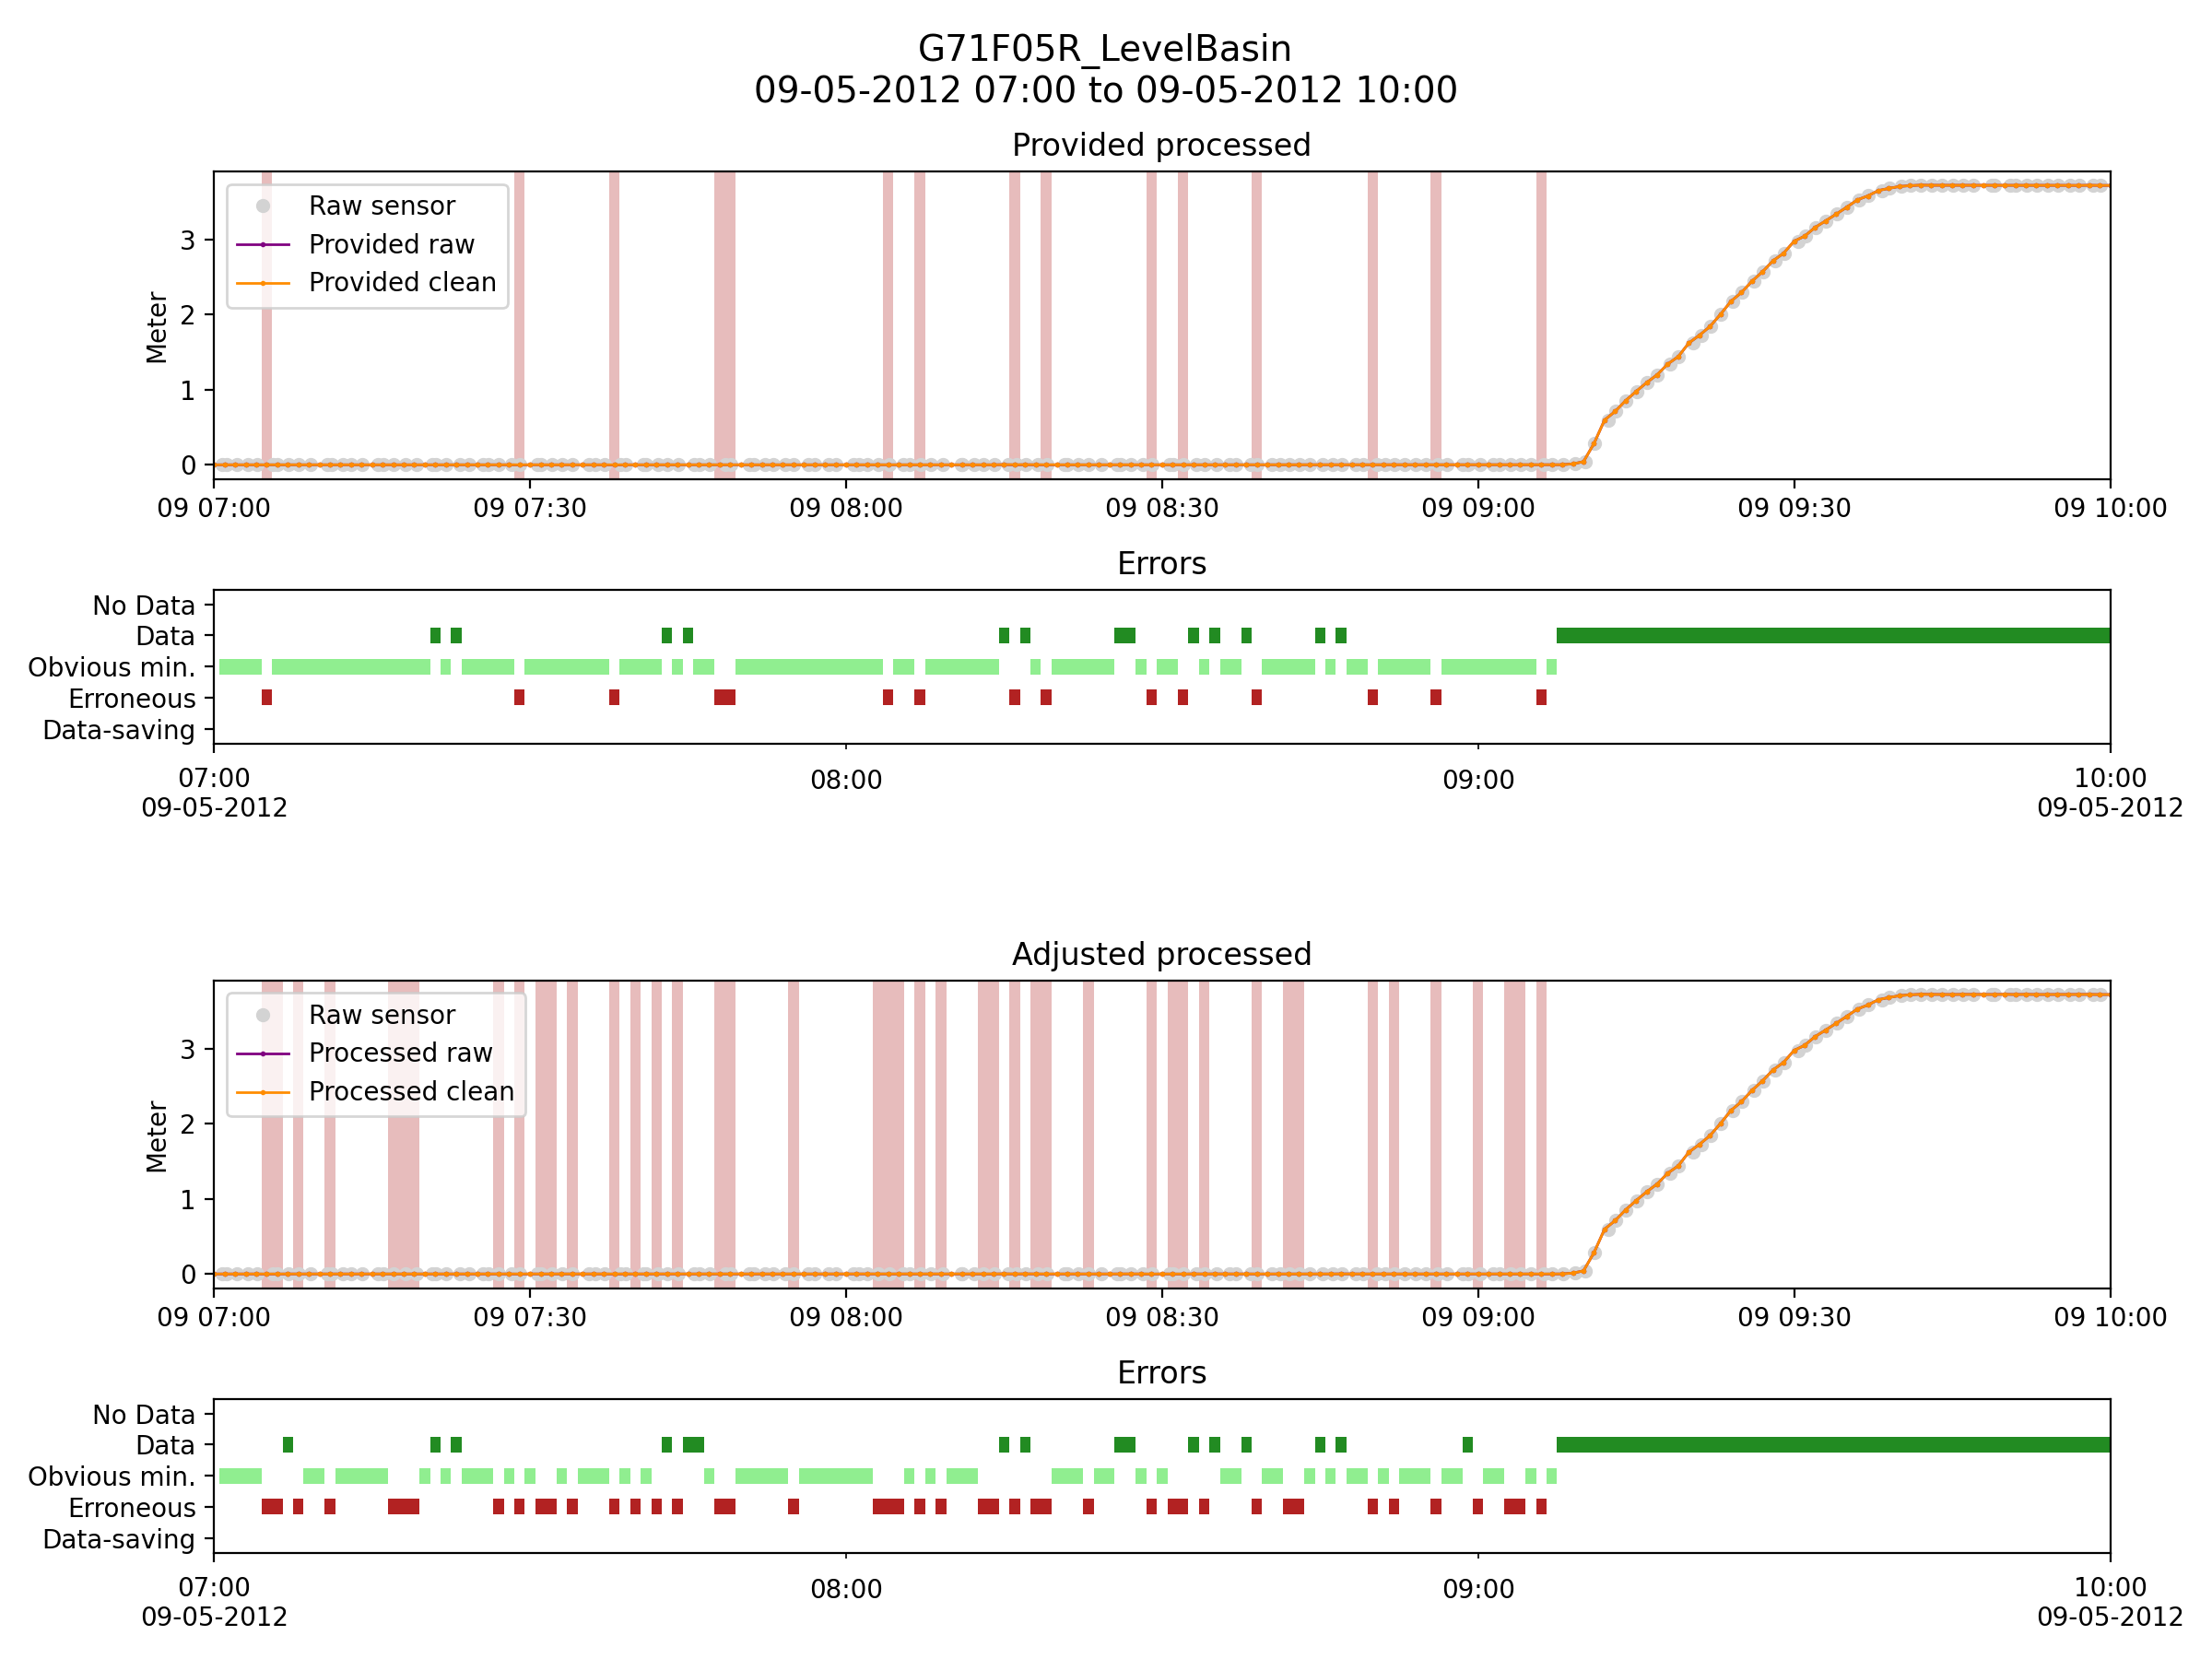 G71F05R_LevelBasin
09-05-2012 07:00 to 09-05-2012 10:00
Provided processed
Raw sensor
Provided raw
Provided clean
Meter
3
2
1
0
09 07:00 09 07:30 09 08:00 09 08:30 09 09:00 09 09:30 09 10:00
Errors
No Data
Data
Obvious min.
Erroneous
Data-saving
07:00 08:00 09:00 10:00
09-05-2012 09-05-2012
Adjusted processed
Raw sensor
Processed raw
Processed clean
Meter
3
2
1
0
09 07:00 09 07:30 09 08:00 09 08:30 09 09:00 09 09:30 09 10:00
Errors
No Data
Data
Obvious min.
Erroneous
Data-saving
07:00 08:00 09:00 10:00
09-05-2012 09-05-2012